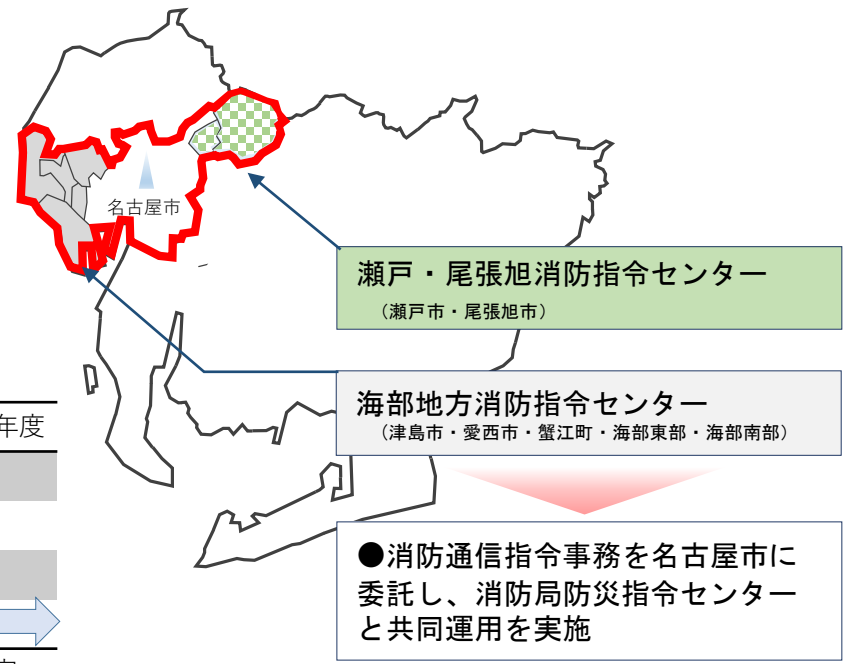 名古屋市
瀬戸・尾張旭消防指令センター
（瀬戸市・尾張旭市）
年度
海部地方消防指令センター
（津島市・愛西市・蟹江町・海部東部・海部南部）
●消防通信指令事務を名古屋市に
委託し、消防局防災指令センター
と共同運用を実施